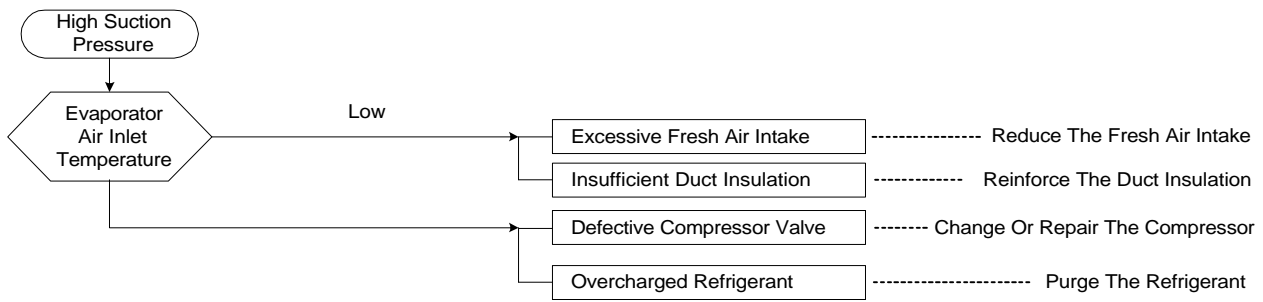 High Suction
Pressure
Evaporator
Air Inlet
Temperature
Low
Excessive Fresh Air Intake
Reduce The Fresh Air Intake
Insufficient Duct Insulation
Reinforce The Duct Insulation
Defective Compressor Valve
Change Or Repair The Compressor
Overcharged Refrigerant
Purge The Refrigerant